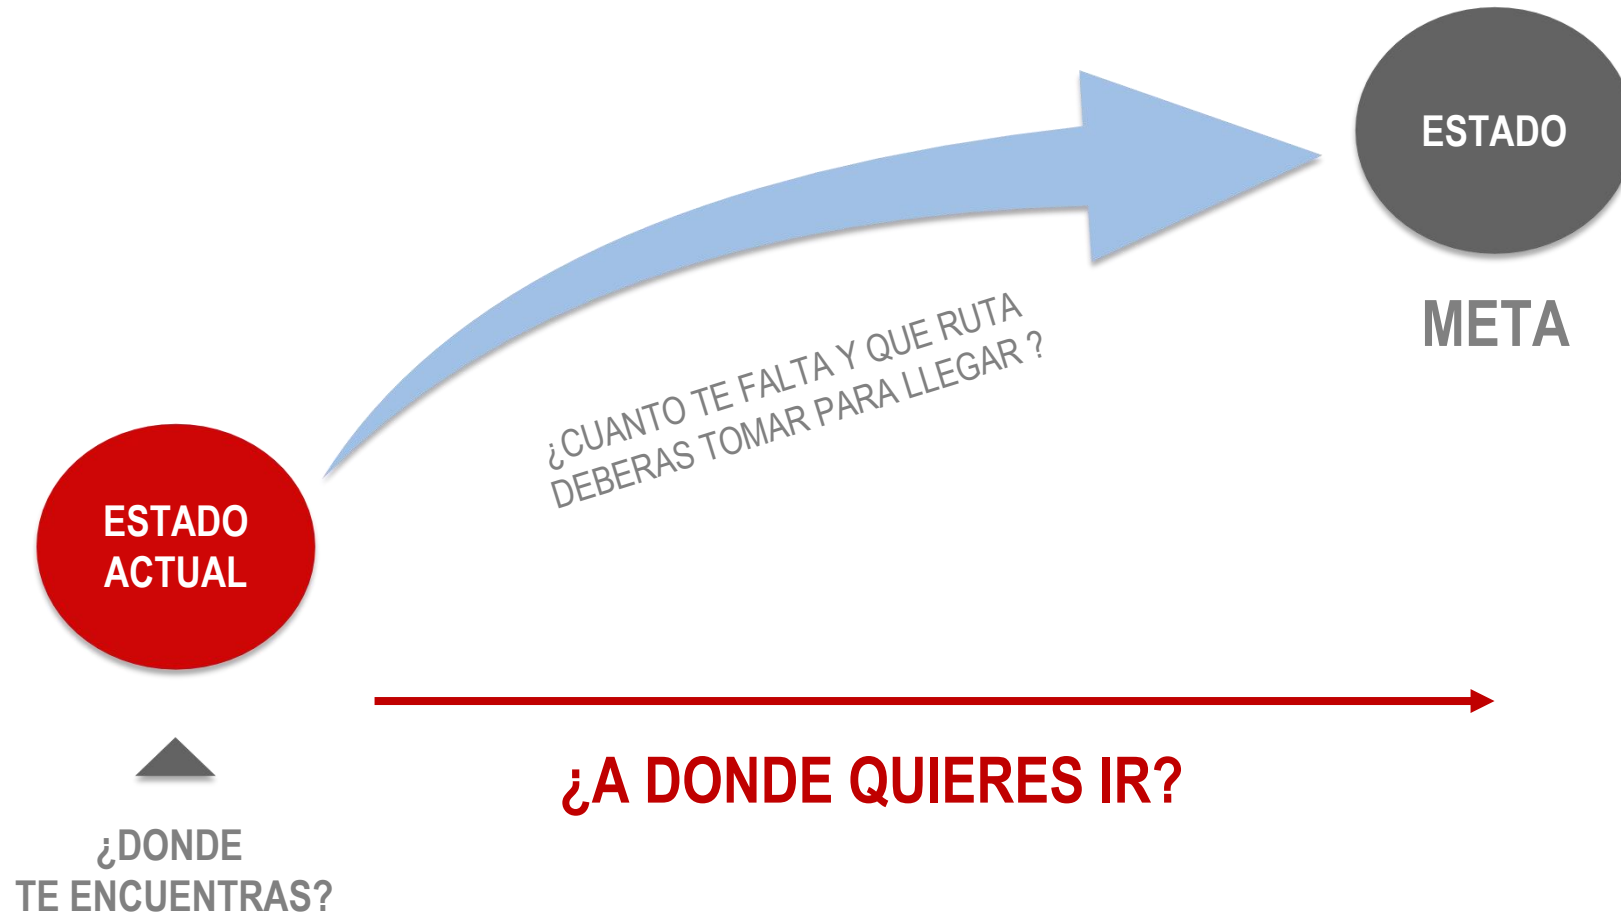 ESTADO
META
¿CUANTO TE FALTA Y QUE RUTA
DEBERAS TOMAR PARA LLEGAR ?
ESTADO
ACTUAL
¿A DONDE QUIERES IR?
¿DONDE
TE ENCUENTRAS?